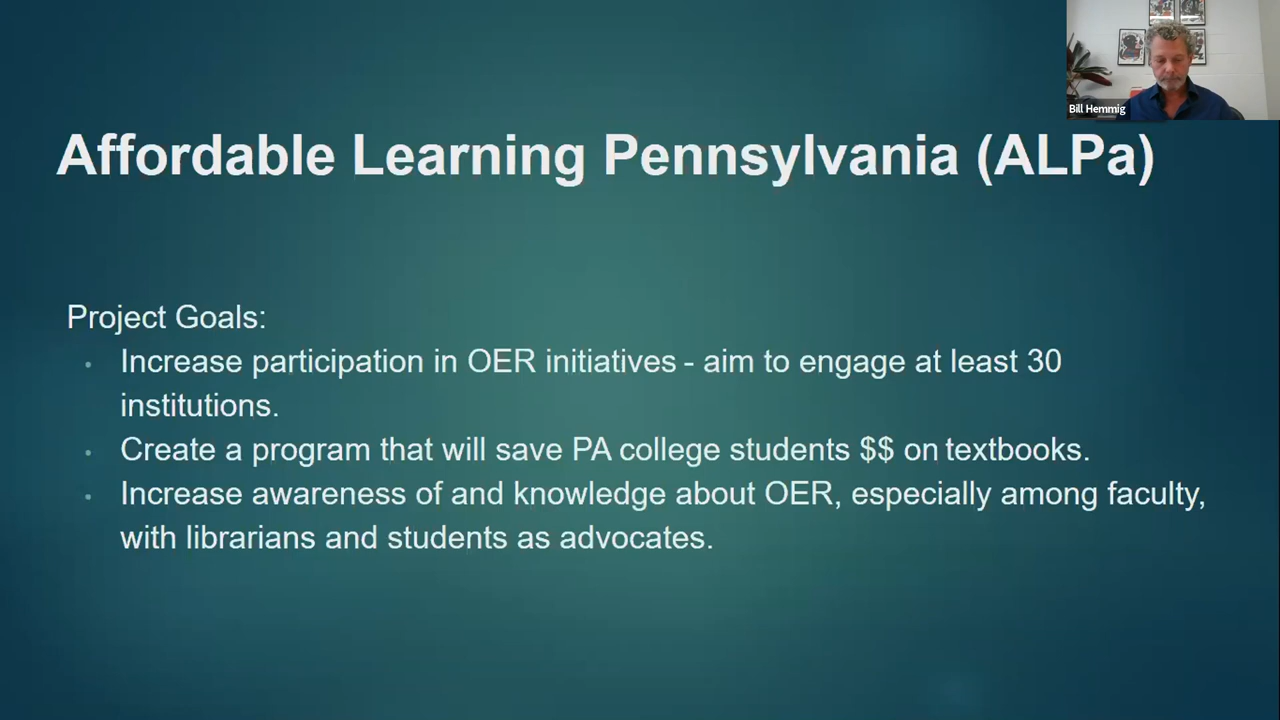 Bill Hemmig
Affordable Learning Pennsylvania (ALPa)
Project Goals:
• Increase participation in OER initiatives - aim to engage at least 30
institutions.
• Create a program that will save PA college students $$ on textbooks.
• Increase awareness of and knowledge about OER, especially among faculty,
with librarians and students as advocates.